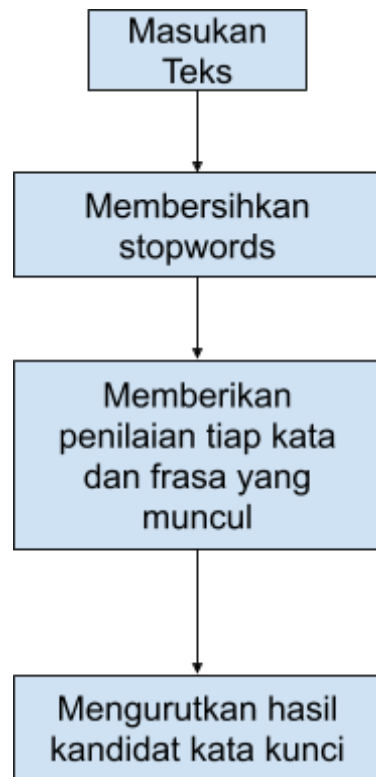 Masukan
Teks
Membersihkan
stopwords
Memberikan
penilaian tiap kata
dan frasa yang
muncul
Mengurutkan hasil
kandidat kata kunci